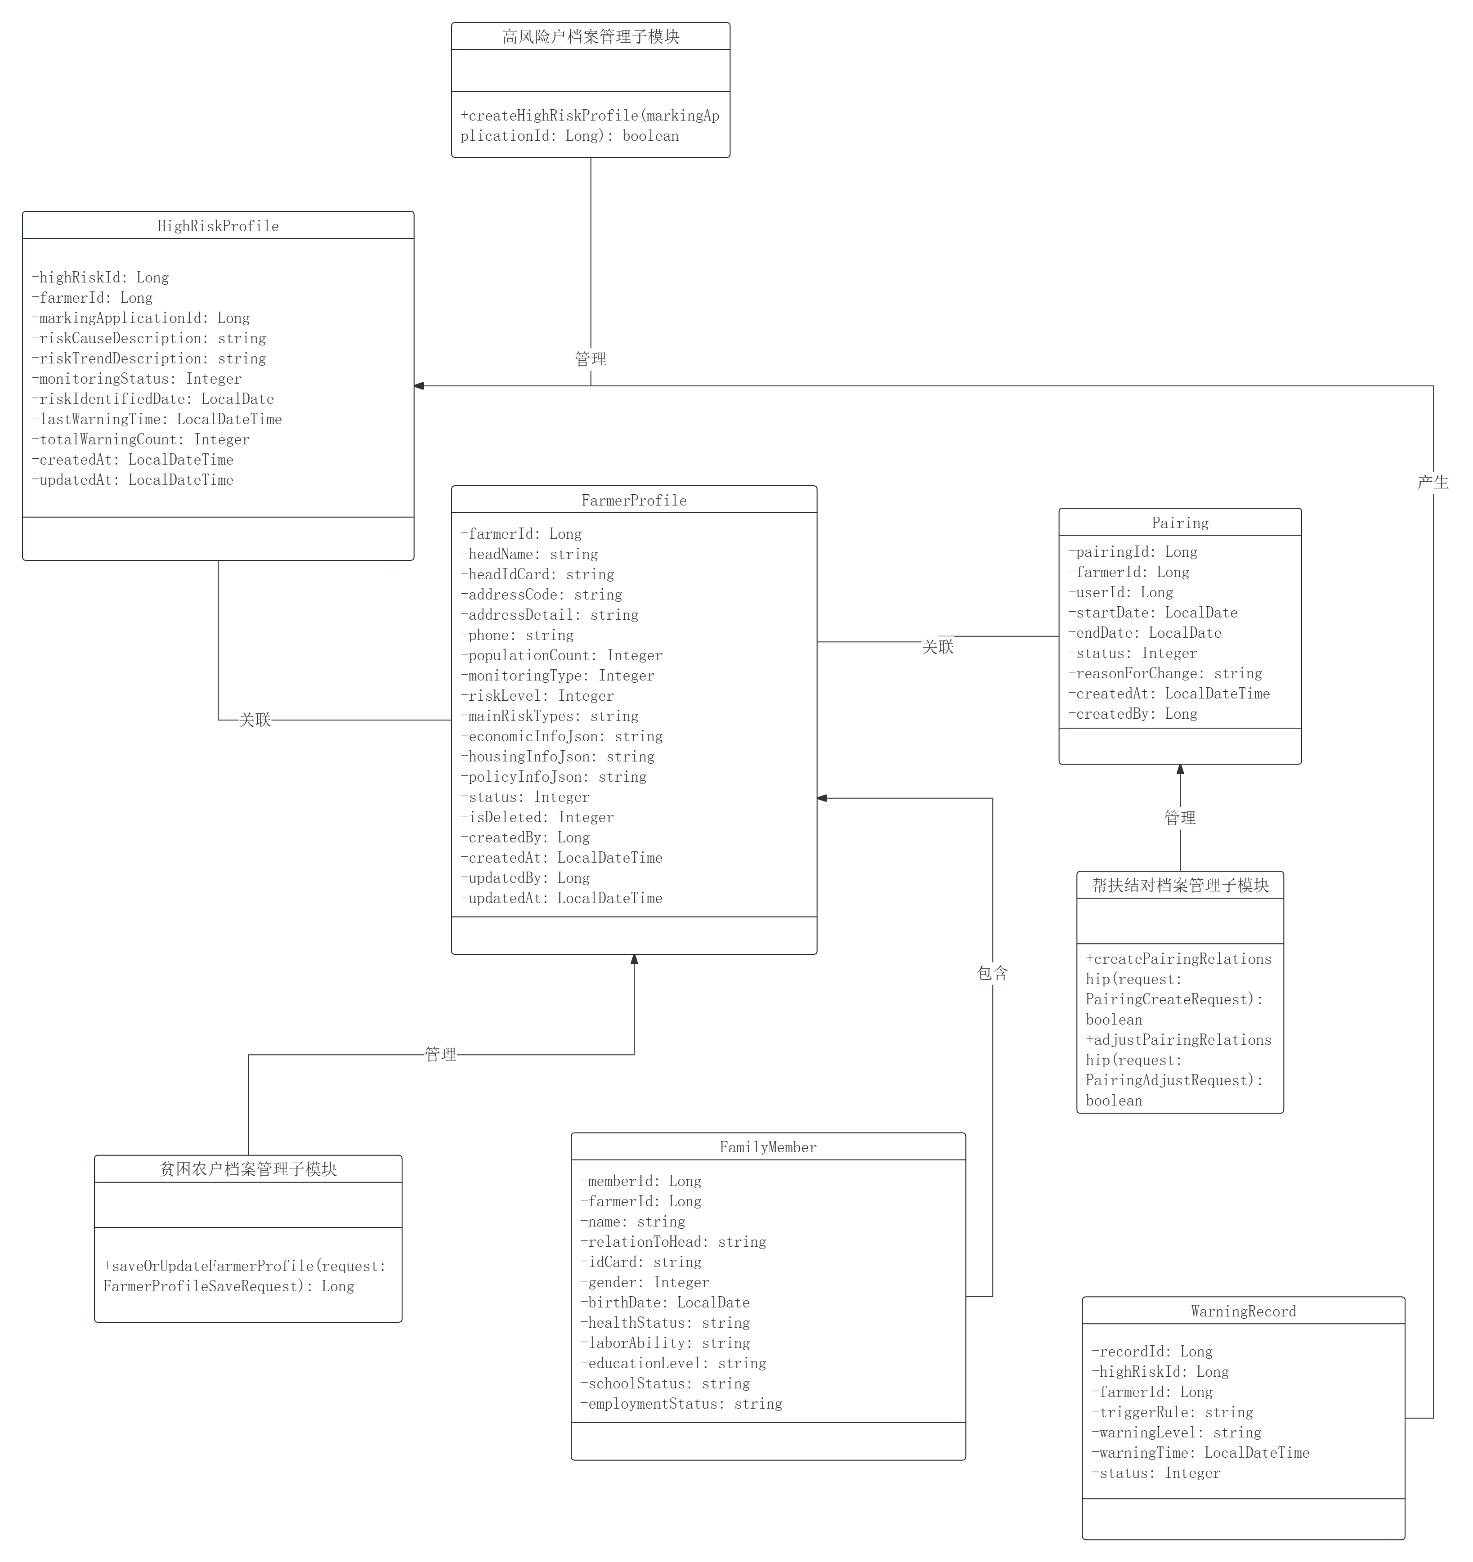 高风险户档案管理子模块
+createHighRiskProfile(markingAp
plicationId: Long): boolean
管理
HighRiskProfile
-highRiskId: Long
-farmerId: Long
-markingApplicationId: Long
-riskCauseDescription: string
-riskTrendDescription: string
-monitoringStatus: Integer
-riskIdentifiedDate: LocalDate
-lastWarningTime: LocalDateTime
-totalWarningCount: Integer
-createdAt: LocalDateTime
-updatedAt: LocalDateTime
产生
FarmerProfile
-farmerId: Long
-headName: string
-headIdCard: string
-addressCode: string
-addressDetail: string
-phone: string
-populationCount: Integer
-monitoringType: Integer
-riskLevel: Integer
-mainRiskTypes: string
-economicInfoJson: string
-housingInfoJson: string
-policyInfoJson: string
-status: Integer
-isDeleted: Integer
-createdBy: Long
-createdAt: LocalDateTime
-updatedBy: Long
-updatedAt: LocalDateTime
Pairing
-pairingId: Long
-farmerId: Long
-userId: Long
-startDate: LocalDate
-endDate: LocalDate
-status: Integer
-reasonForChange: string
-createdAt: LocalDateTime
-createdBy: Long
关联
关联
管理
帮扶结对档案管理子模块
+createPairingRelations
hip(request:
PairingCreateRequest):
boolean
+adjustPairingRelations
hip(request:
PairingAdjustRequest):
boolean
包含
管理
贫困农户档案管理子模块
+saveOrUpdateFarmerProfile(request:
FarmerProfileSaveRequest): Long
FamilyMember
-memberId: Long
-farmerId: Long
-name: string
-relationToHead: string
-idCard: string
-gender: Integer
-birthDate: LocalDate
-healthStatus: string
-laborAbility: string
-educationLevel: string
-schoolStatus: string
-employmentStatus: string
WarningRecord
-recordId: Long
-highRiskId: Long
-farmerId: Long
-triggerRule: string
-warningLevel: string
-warningTime: LocalDateTime
-status: Integer